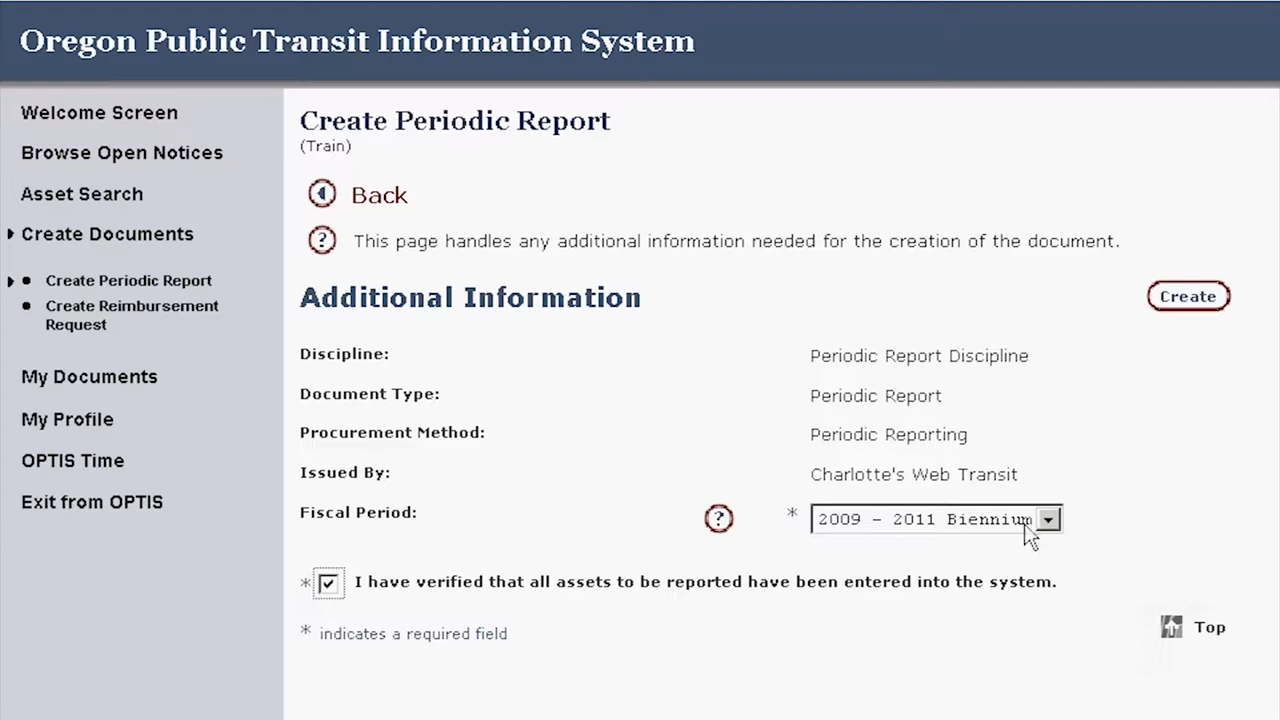 Oregon Public Transit Information System
Welcome Screen
Browse Open Notices
Asset Search
Create Documents
Create Periodic Report
Create Reimbursement
Request
My Documents
My Profile
OPTIS Time
Exit from OPTIS
Create Periodic Report
(Train)
Back
? This page handles any additional information needed for the creation of the document.
Additional Information
Create
Discipline: Periodic Report Discipline
Document Type: Periodic Report
Procurement Method: Periodic Reporting
Issued By: Charlotte's Web Transit
Fiscal Period: ? * 2009 - 2011 Biennium
* I have verified that all assets to be reported have been entered into the system.
* indicates a required field
Top